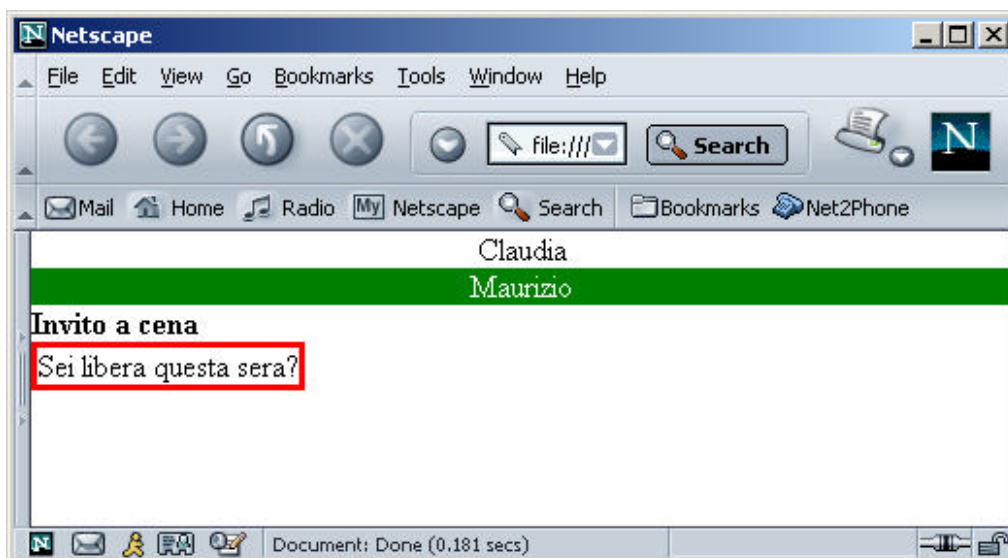 N Netscape
File Edit View Go Bookmarks Tools Window Help
file:/// Search N
Mail Home Radio My Netscape Search Bookmarks Net2Phone
Claudia
Maurizio
Invito a cena
Sei libera questa sera?
N Document: Done (0.181 secs)